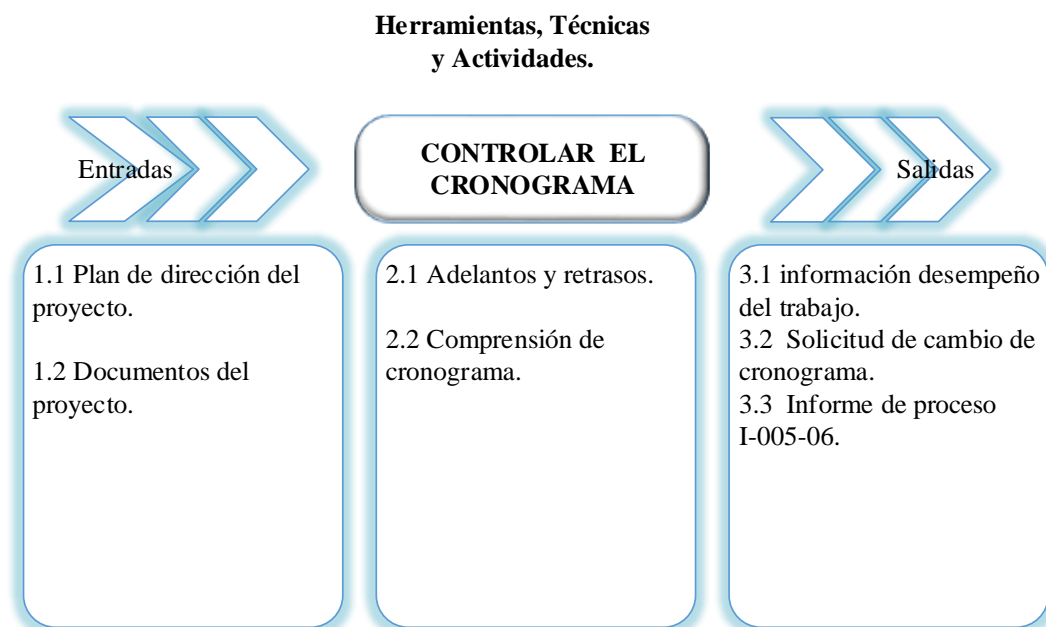 Herramientas, Técnicas
y Actividades.
Entradas
CONTROLAR EL
CRONOGRAMA
Salidas
1.1 Plan de dirección del
proyecto.
1.2 Documentos del
proyecto.
2.1 Adelantos y retrasos.
2.2 Comprensión de
cronograma.
3.1 información desempeño
del trabajo.
3.2 Solicitud de cambio de
cronograma.
3.3 Informe de proceso
I-005-06.